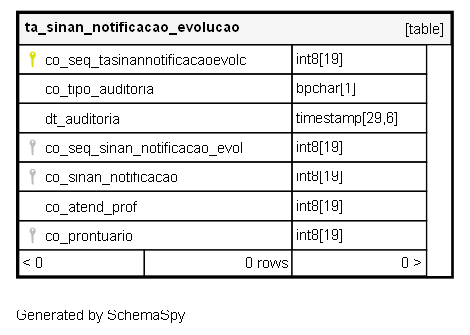 ta_sinan_notificacao_evolucao [table]
co_seq_tasinannotificacaoevolc int8[19]
co_tipo_auditoria bpchar[1]
dt_auditoria timestamp[29,6]
co_seq_sinan_notificacao_evol int8[19]
co_sinan_notificacao int8[19]
co_atend_prof int8[19]
co_prontuario int8[19]
< 0 0 rows 0 >
Generated by SchemaSpy